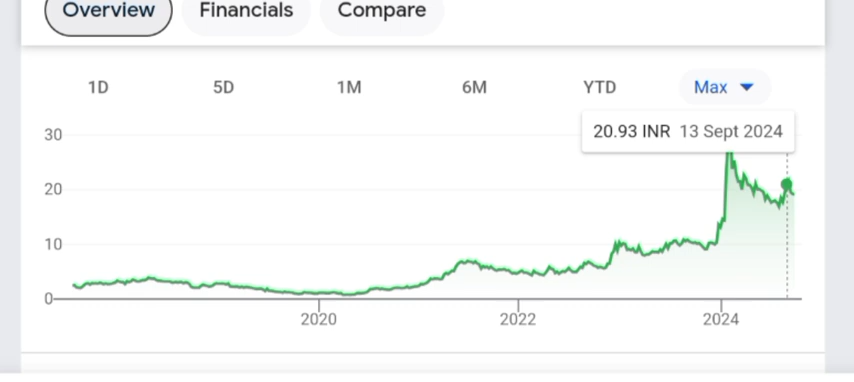 Overview Financials Compare
1D 5D 1M 6M YTD Max
20.93 INR 13 Sept 2024
30
20
10
0
2020 2022 2024